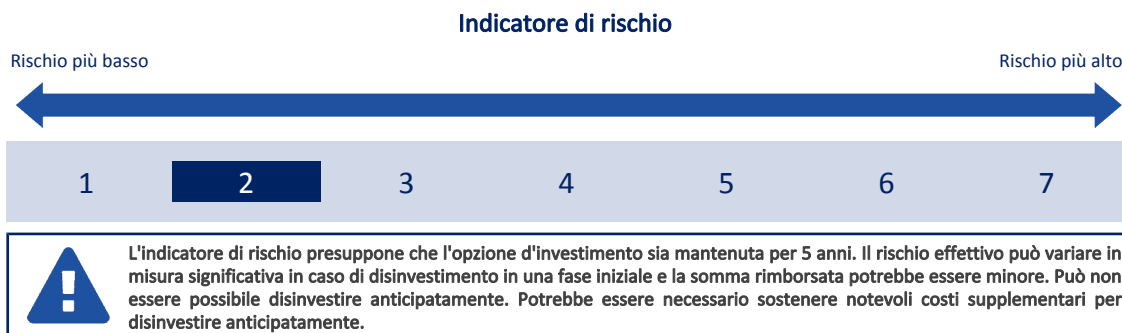 Indicatore di rischio
Rischio più basso
Rischio più alto
1 2 3 4 5 6 7
L'indicatore di rischio presuppone che l'opzione d'investimento sia mantenuta per 5 anni. Il rischio effettivo può variare in
misura significativa in caso di disinvestimento in una fase iniziale e la somma rimborsata potrebbe essere minore. Può non
essere possibile disinvestire anticipatamente. Potrebbe essere necessario sostenere notevoli costi supplementari per
disinvestire anticipatamente.